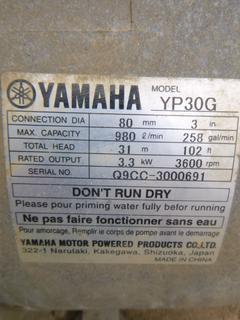 YAMAHA MODEL YP30G
CONNECTION DIA 80 mm 3 in
MAX. CAPACITY 980 ℓ/min 258 gal/min
TOTAL HEAD 31 m 102 ft
RATED OUTPUT 3.3 kW 3600 rpm
SERIAL NO. Q9CC-3000691
DON'T RUN DRY
Please pour priming water fully befor running
Ne pas faire fonctionner sans eau
Pour amorcage, Remplir le corps de pompe avant le demarrage
YAMAHA MOTOR POWERED PRODUCTS CO.,LTD.
322-1 Narutaki, Kakegawa, Shizuoka, Japan
MADE IN CHINA